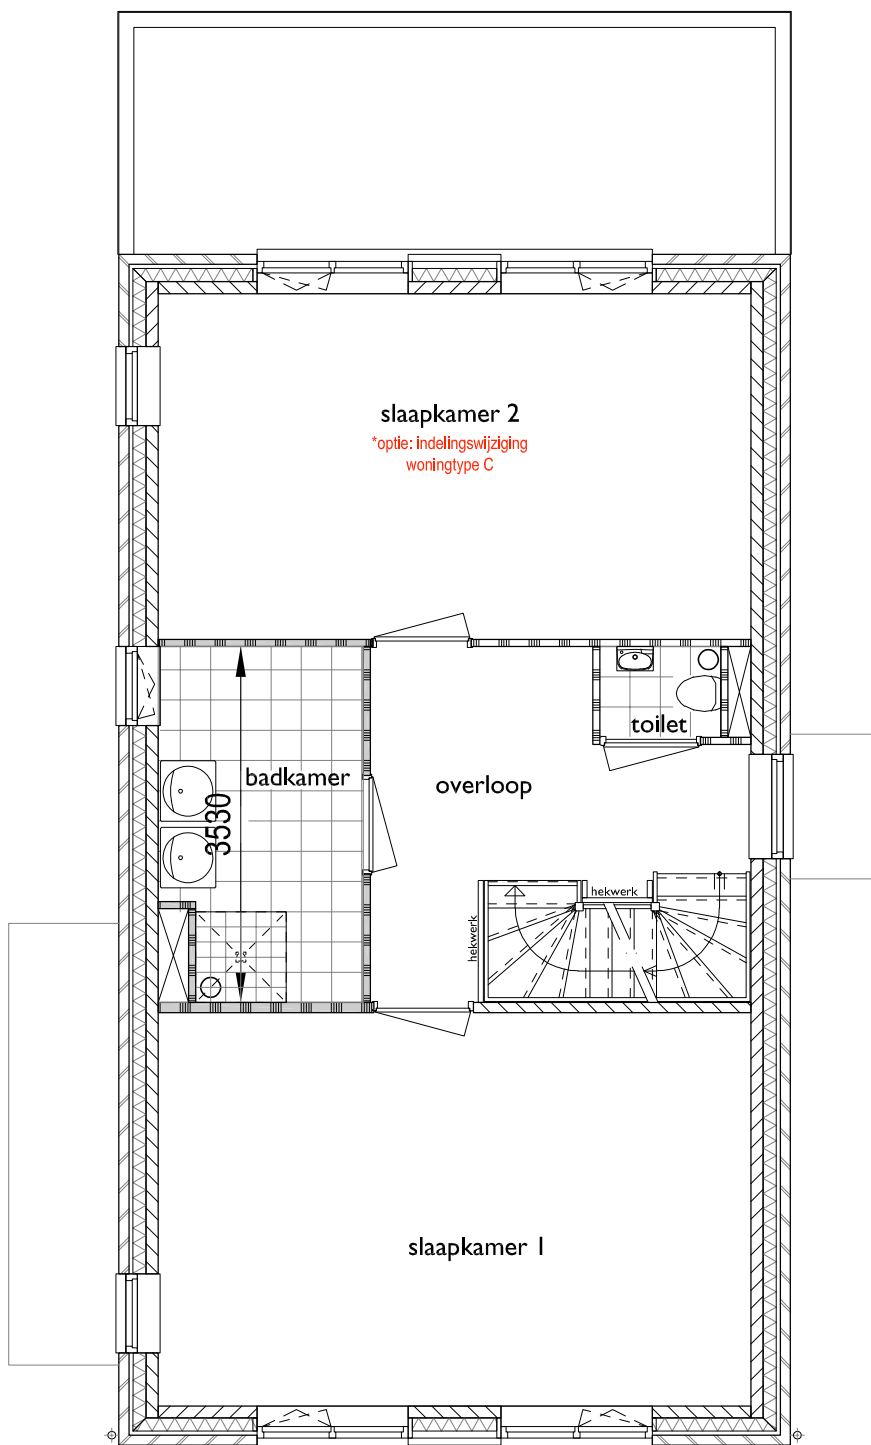 slaapkamer 2
*optie: indelingswijziging
woningtype C
toilet
badkamer
overloop
3530
hekwerk
hekwerk
slaapkamer 1